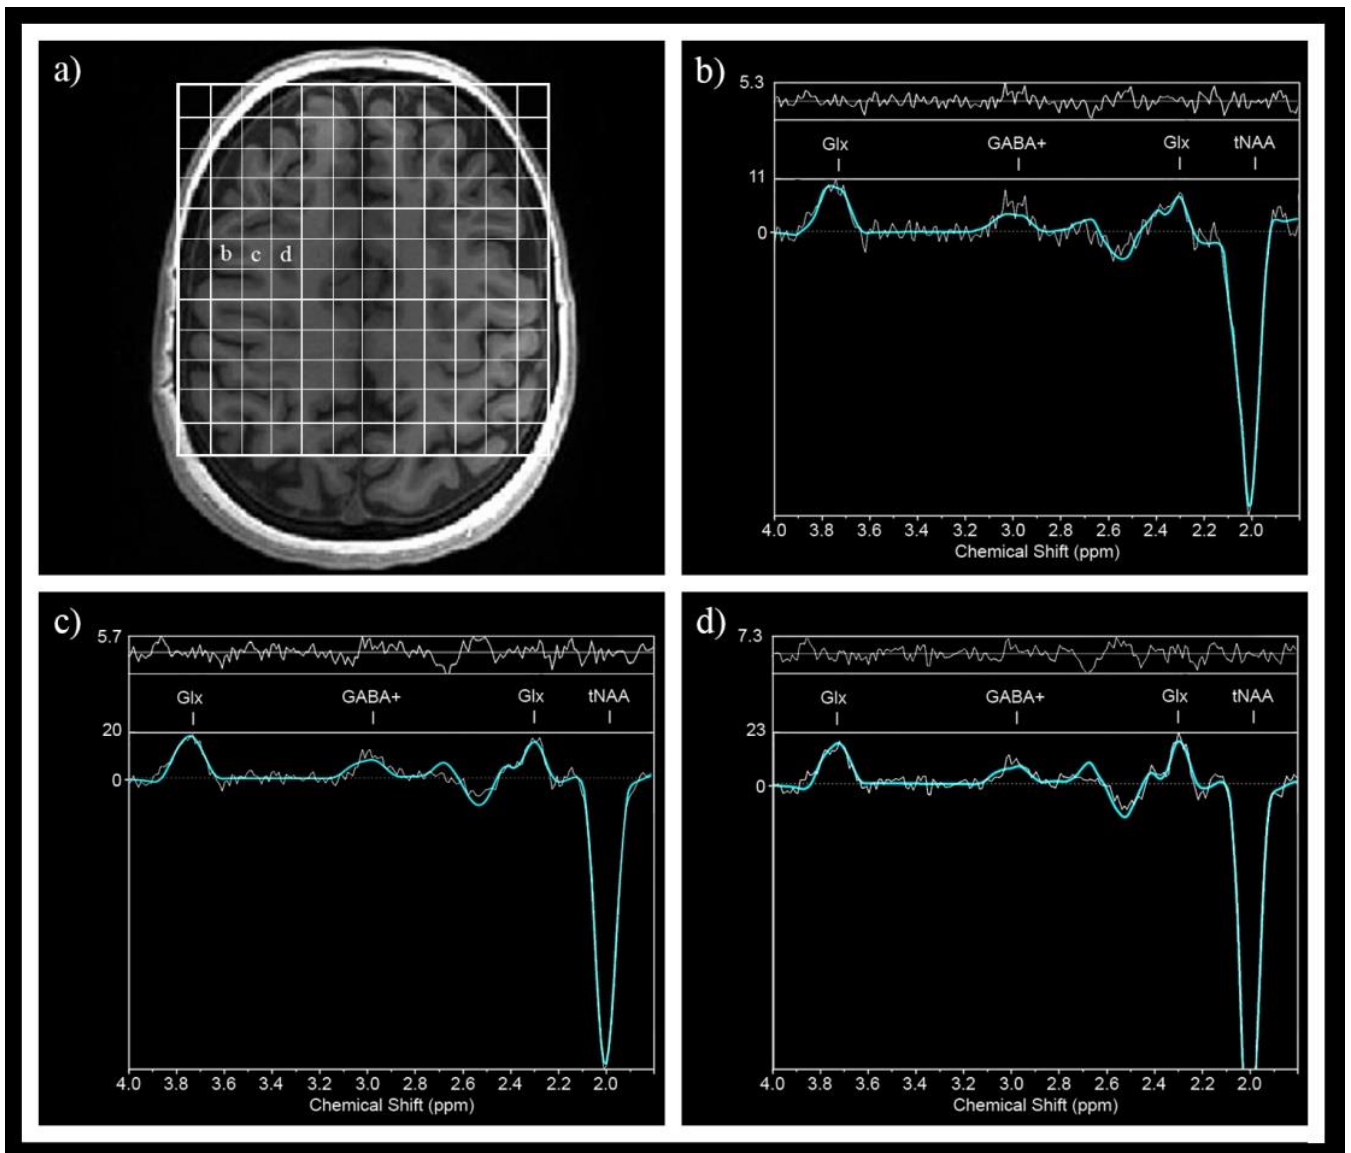 a)
b c d
b)
5.3
Glx GABA+ Glx tNAA
11
0
4.0 3.8 3.6 3.4 3.2 3.0 2.8 2.6 2.4 2.2 2.0
Chemical Shift (ppm)
c)
5.7
Glx GABA+ Glx tNAA
20
0
4.0 3.8 3.6 3.4 3.2 3.0 2.8 2.6 2.4 2.2 2.0
Chemical Shift (ppm)
d)
7.3
Glx GABA+ Glx tNAA
23
0
4.0 3.8 3.6 3.4 3.2 3.0 2.8 2.6 2.4 2.2 2.0
Chemical Shift (ppm)